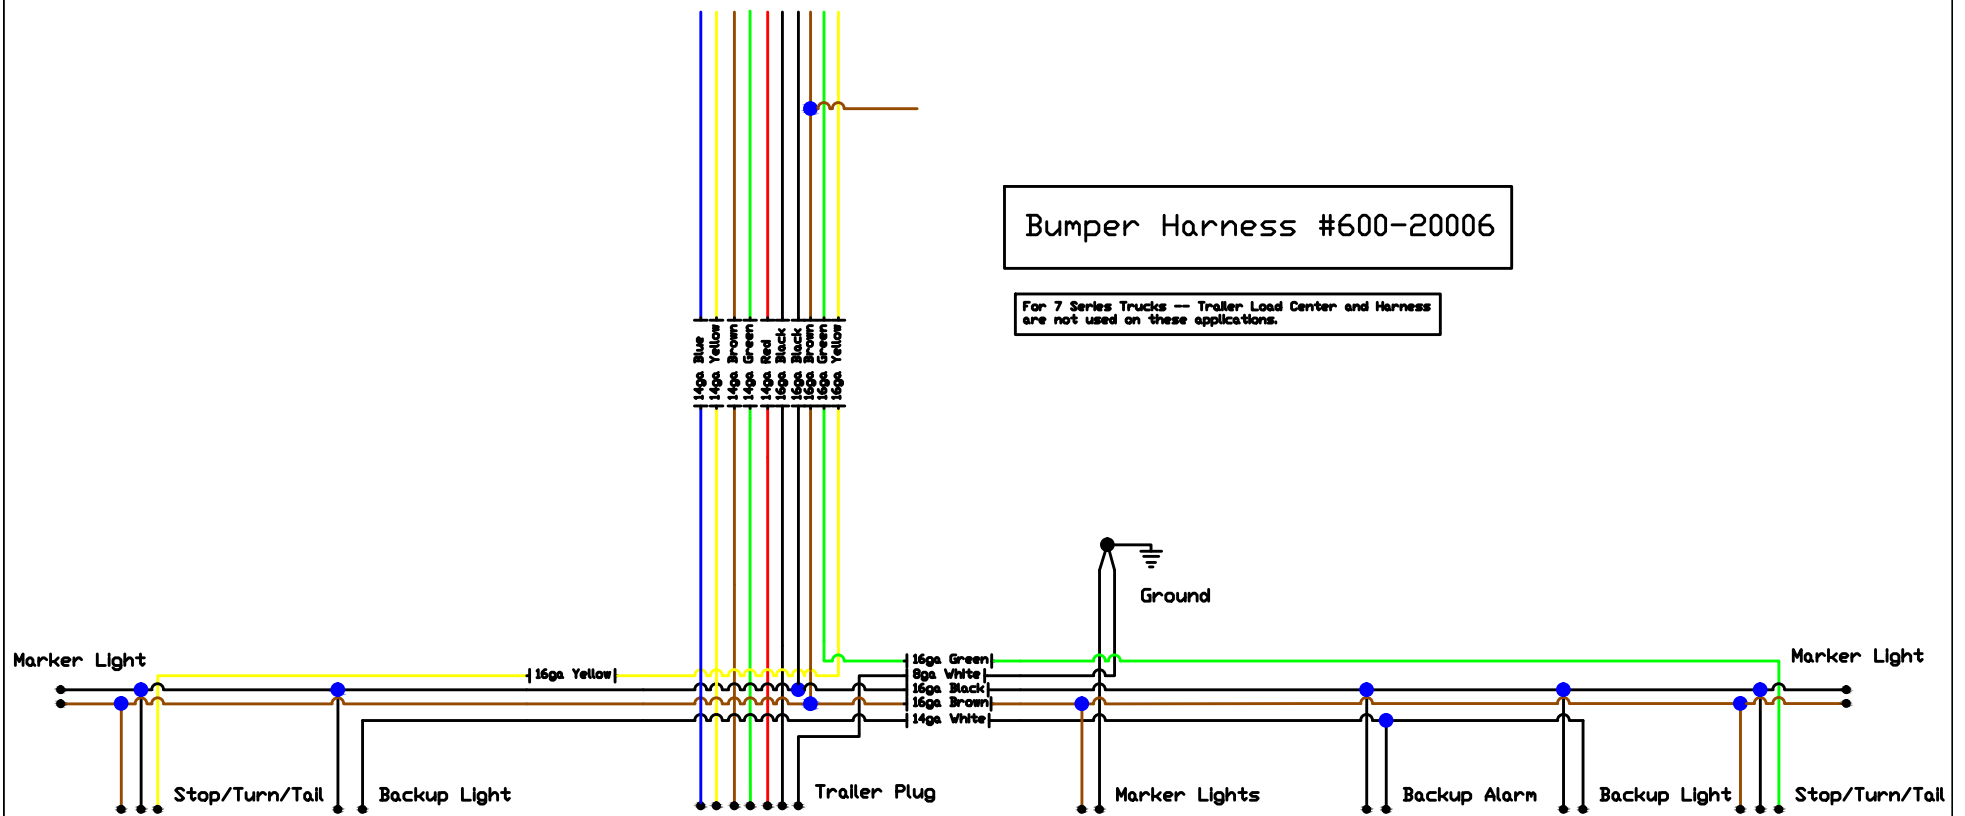 Bumper Harness #600-20006
For 7 Series Trucks -- Trailer Load Center and Harness
are not used on these applications.
14ga Blue
14ga Yellow
14ga Brown
14ga Green
14ga Red
16ga Black
16ga Black
16ga Brown
16ga Green
16ga Yellow
Ground
Marker Light
16ga Yellow
16ga Green
8ga White
16ga Black
16ga Brown
14ga White
Marker Light
Stop/Turn/Tail
Backup Light
Trailer Plug
Marker Lights
Backup Alarm
Backup Light
Stop/Turn/Tail